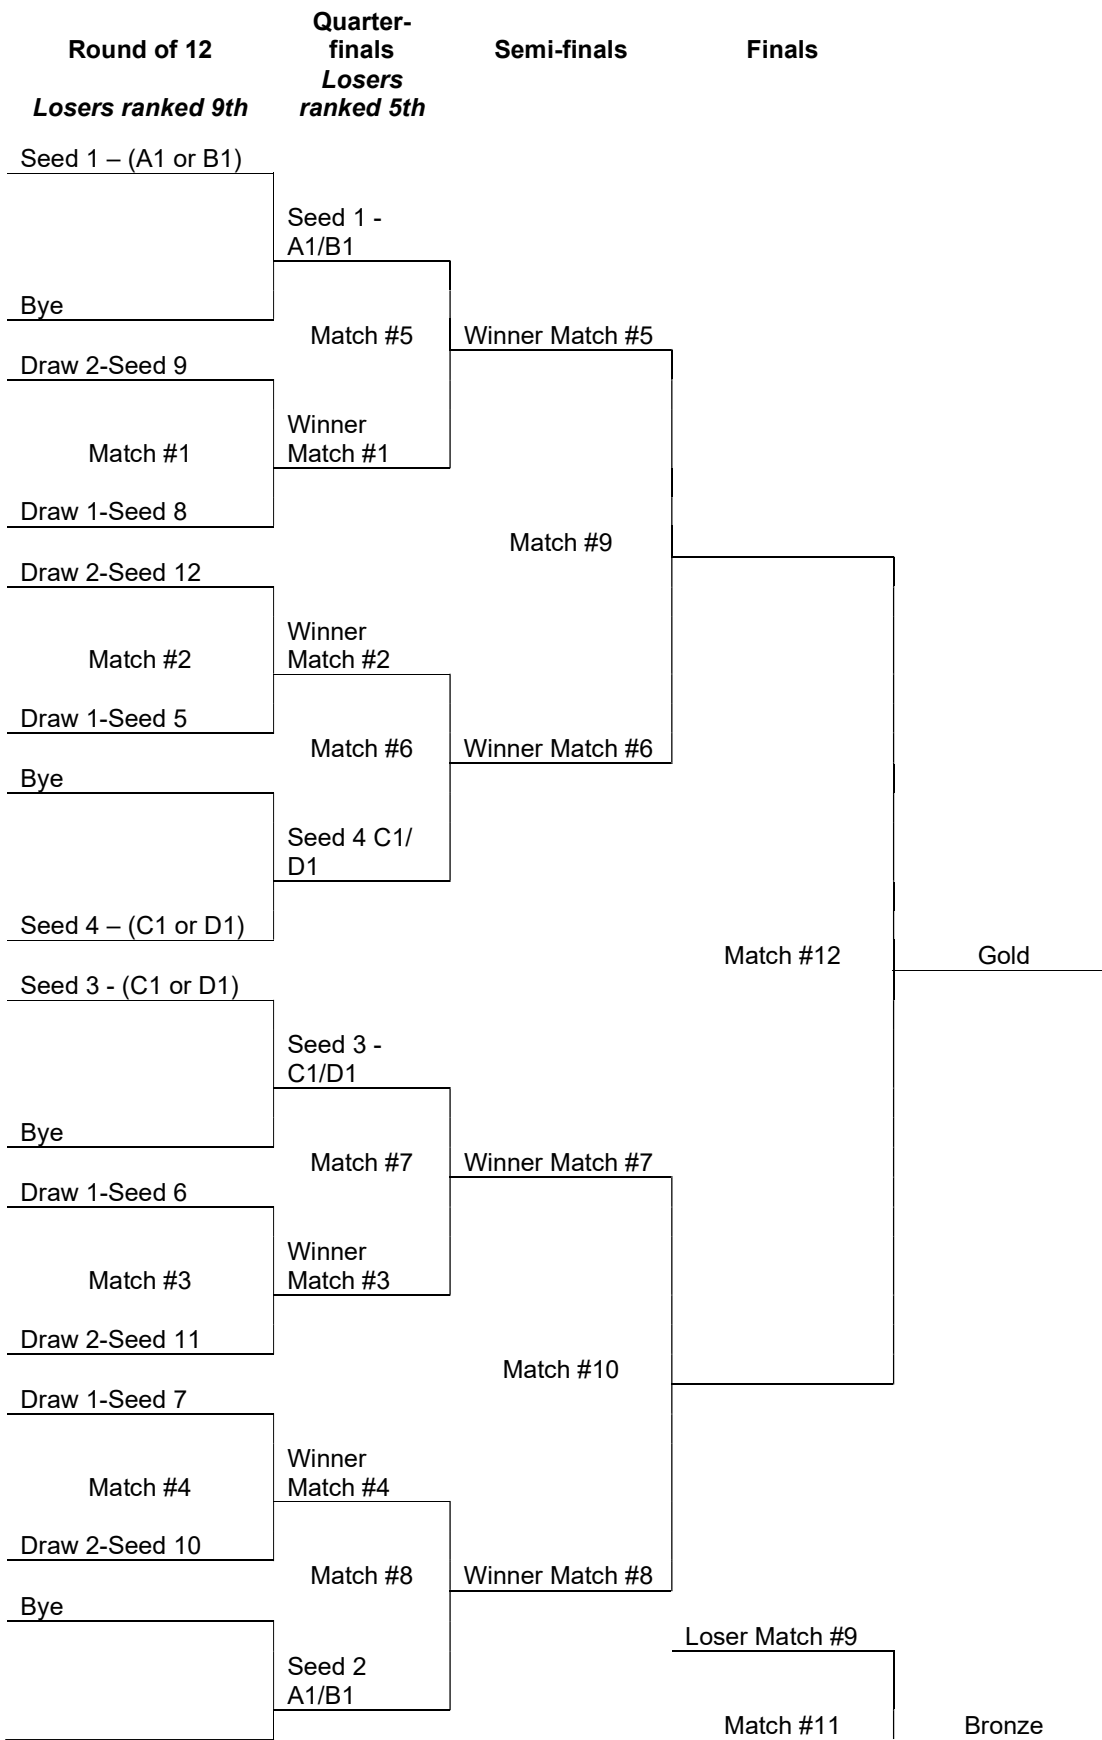 Quarter-
Round of 12
finals
Semi-finals
Finals
Losers
Losers ranked 9th
ranked 5th
Seed 1 – (A1 or B1)
Seed 1 -
A1/B1
Bye
Match #5
Winner Match #5
Draw 2-Seed 9
Winner
Match #1
Match #1
Draw 1-Seed 8
Match #9
Draw 2-Seed 12
Winner
Match #2
Match #2
Draw 1-Seed 5
Match #6
Winner Match #6
Bye
Seed 4 C1/
D1
Seed 4 – (C1 or D1)
Match #12
Gold
Seed 3 - (C1 or D1)
Seed 3 -
C1/D1
Bye
Match #7
Winner Match #7
Draw 1-Seed 6
Winner
Match #3
Match #3
Draw 2-Seed 11
Match #10
Draw 1-Seed 7
Winner
Match #4
Match #4
Draw 2-Seed 10
Match #8
Winner Match #8
Bye
Loser Match #9
Seed 2
A1/B1
Match #11
Bronze